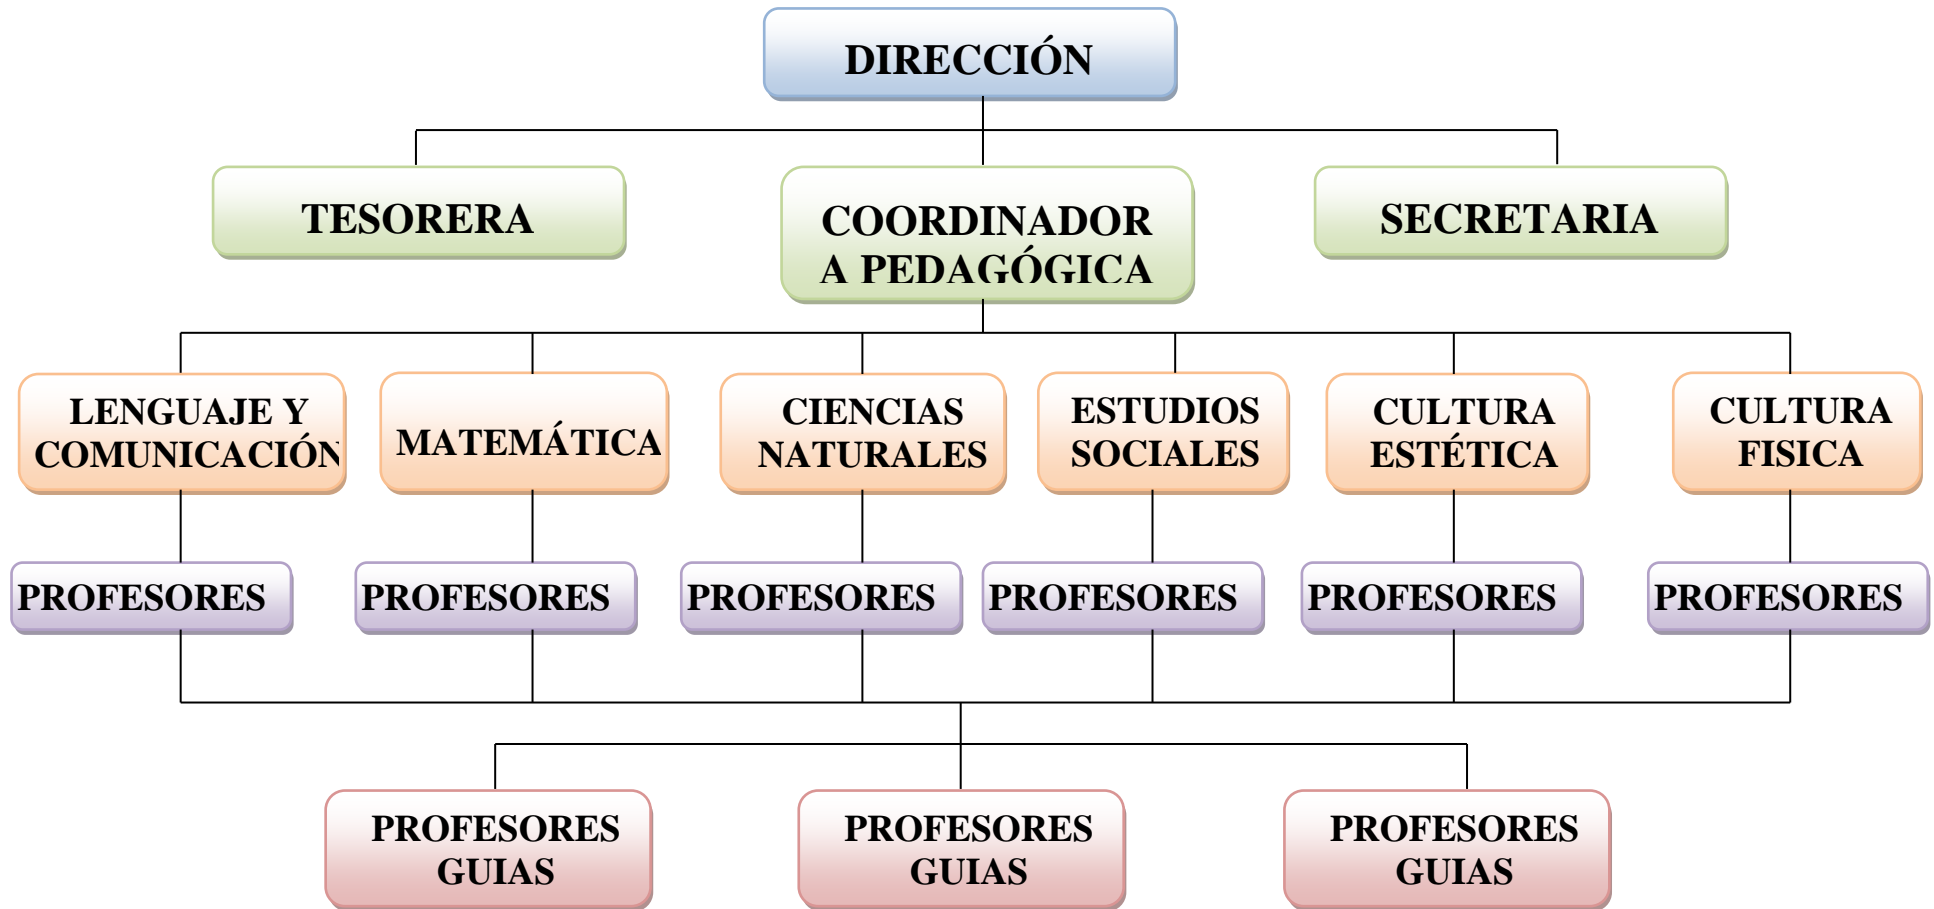 DIRECCIÓN
TESORERA
COORDINADOR
A PEDAGÓGICA
SECRETARIA
LENGUAJE Y
COMUNICACIÓN
MATEMÁTICA
CIENCIAS
NATURALES
ESTUDIOS
SOCIALES
CULTURA
ESTÉTICA
CULTURA
FISICA
PROFESORES
PROFESORES
PROFESORES
PROFESORES
PROFESORES
PROFESORES
PROFESORES
GUIAS
PROFESORES
GUIAS
PROFESORES
GUIAS